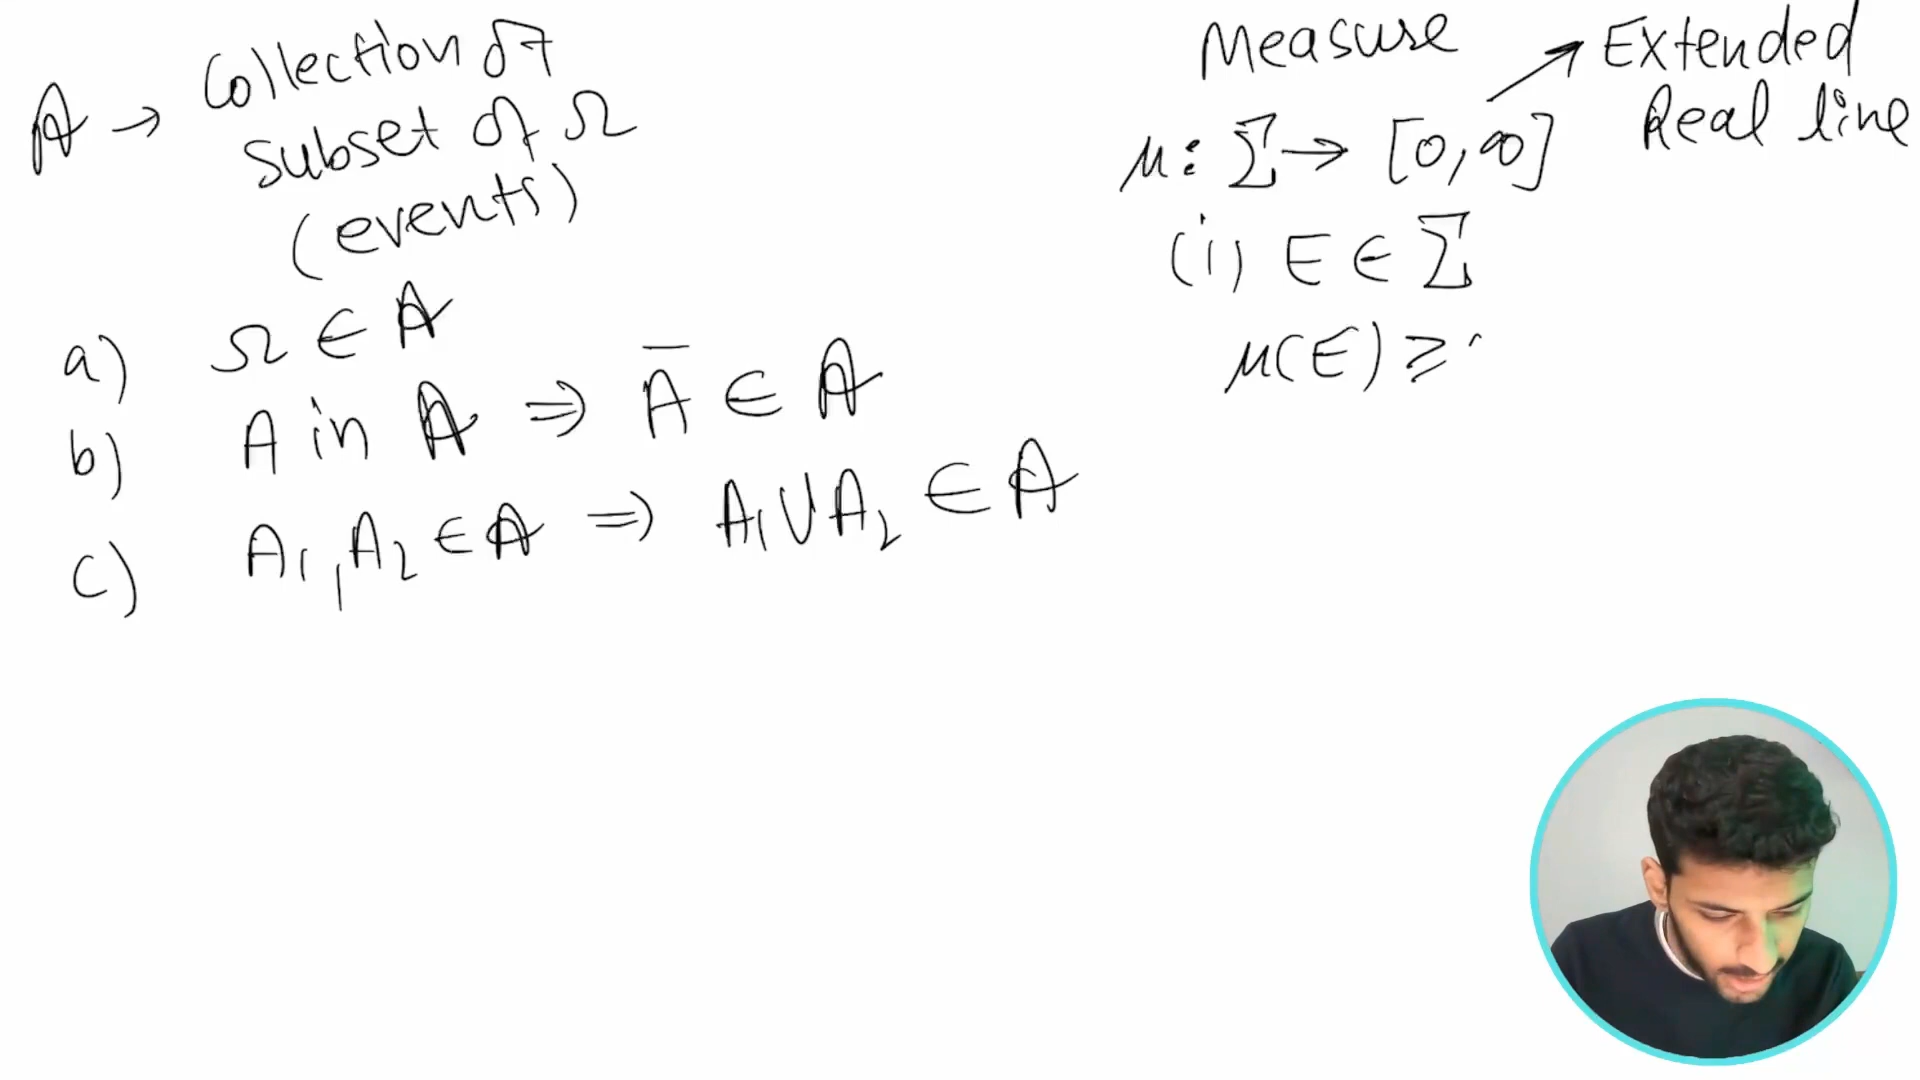 𝔸 → Collection of
subset of Ω
(events)
a) Ω ∈ 𝔸
b) A in 𝔸 ⇒ A̅ ∈ 𝔸
c) A₁, A₂ ∈ 𝔸 ⇒ A₁ ∪ A₂ ∈ 𝔸
Measure
μ: Σ → [0, ∞] ↗ Extended
Real line
(i) E ∈ Σ
μ(E) ≥